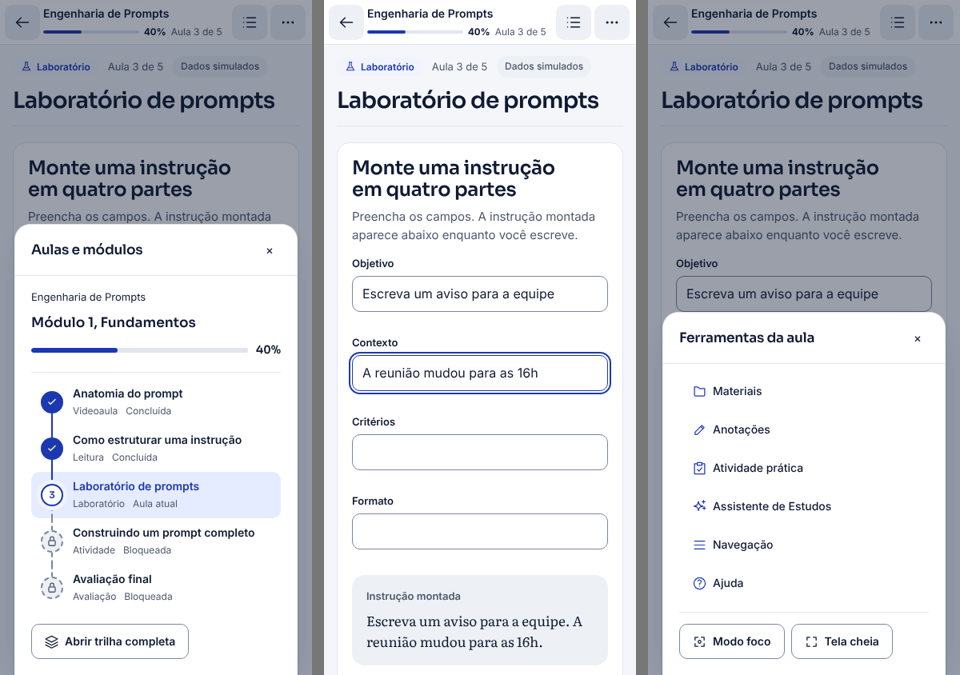 Engenharia de Prompts
40% Aula 3 de 5
Laboratório Aula 3 de 5 Dados simulados
Laboratório de prompts
Monte uma instrução
em quatro partes
Preencha os campos. A instrução montada
Aulas e módulos
×
Engenharia de Prompts
Módulo 1, Fundamentos
40%
Anatomia do prompt
Videoaula Concluída
Como estruturar uma instrução
Leitura Concluída
3
Laboratório de prompts
Laboratório Aula atual
Construindo um prompt completo
Atividade Bloqueada
Avaliação final
Avaliação Bloqueada
Abrir trilha completa
Engenharia de Prompts
40% Aula 3 de 5
Laboratório Aula 3 de 5 Dados simulados
Laboratório de prompts
Monte uma instrução
em quatro partes
Preencha os campos. A instrução montada
aparece abaixo enquanto você escreve.
Objetivo
Escreva um aviso para a equipe
Contexto
A reunião mudou para as 16h
Critérios
Formato
Instrução montada
Escreva um aviso para a equipe. A
reunião mudou para as 16h.
Engenharia de Prompts
40% Aula 3 de 5
Laboratório Aula 3 de 5 Dados simulados
Laboratório de prompts
Monte uma instrução
em quatro partes
Preencha os campos. A instrução montada
aparece abaixo enquanto você escreve.
Objetivo
Escreva um aviso para a equipe
Ferramentas da aula
×
Materiais
Anotações
Atividade prática
Assistente de Estudos
Navegação
Ajuda
Modo foco Tela cheia